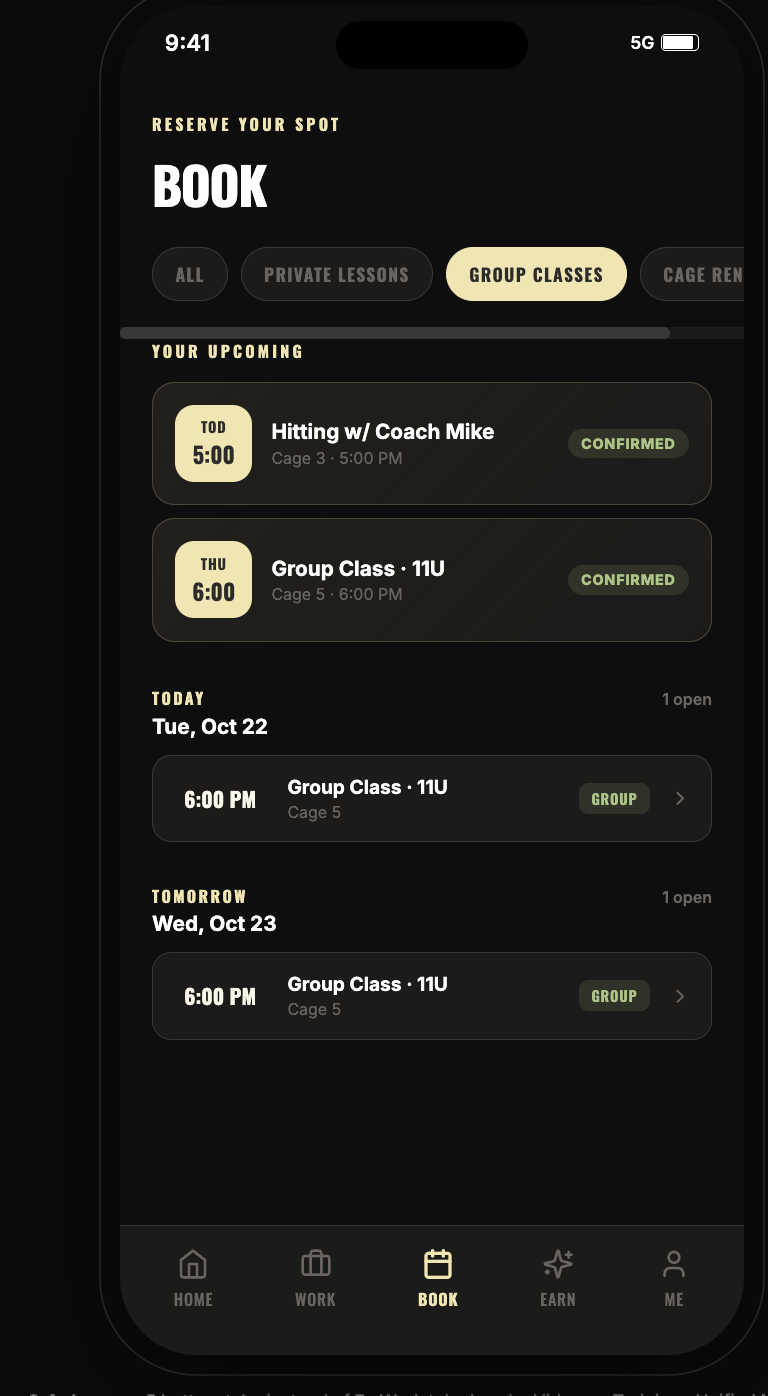 9:41
5G
RESERVE YOUR SPOT
BOOK
ALL
PRIVATE LESSONS
GROUP CLASSES
CAGE REN
YOUR UPCOMING
TOD
5:00
Hitting w/ Coach Mike
Cage 3 · 5:00 PM
CONFIRMED
THU
6:00
Group Class · 11U
Cage 5 · 6:00 PM
CONFIRMED
TODAY
1 open
Tue, Oct 22
6:00 PM
Group Class · 11U
Cage 5
GROUP
TOMORROW
1 open
Wed, Oct 23
6:00 PM
Group Class · 11U
Cage 5
GROUP
HOME
WORK
BOOK
EARN
ME